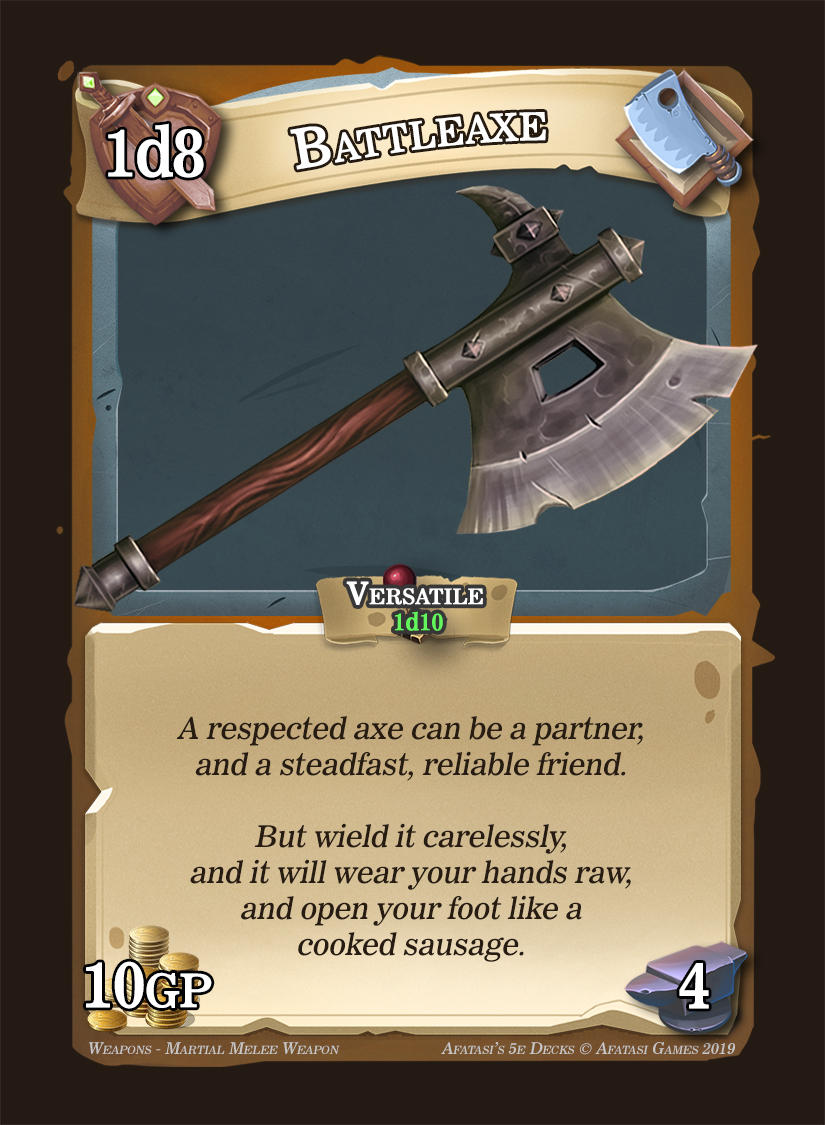 1d8
Battleaxe
Versatile
1d10
A respected axe can be a partner,
and a steadfast, reliable friend.
But wield it carelessly,
and it will wear your hands raw,
and open your foot like a
cooked sausage.
10GP
4
Weapons - Martial Melee Weapon
Afatasi's 5e Decks © Afatasi Games 2019